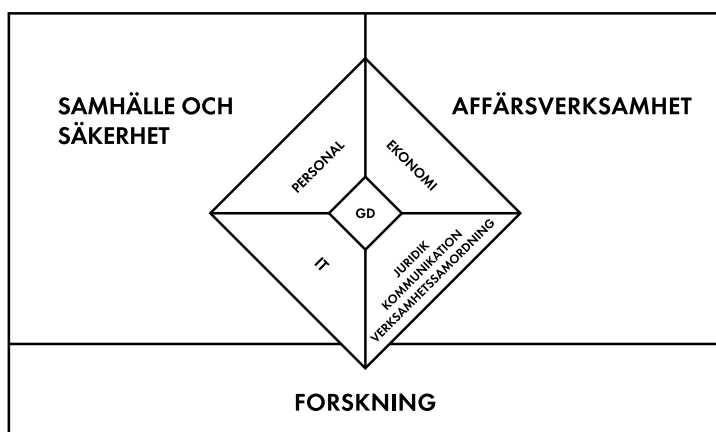 SAMHÄLLE OCH
SÄKERHET
AFFÄRSVERKSAMHET
PERSONAL
EKONOMI
GD
IT
JURIDIK
KOMMUNIKATION
VERKSAMHETSSAMORDNING
FORSKNING